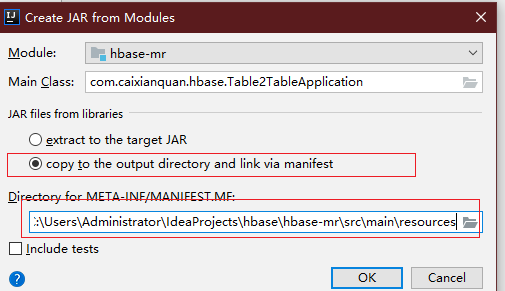 Create JAR from Modules
Module: hbase-mr
Main Class: com.caixianquan.hbase.Table2TableApplication
JAR files from libraries
extract to the target JAR
copy to the output directory and link via manifest
Directory for META-INF/MANIFEST.MF:
:\Users\Administrator\IdeaProjects\hbase\hbase-mr\src\main\resources
Include tests
? OK Cancel